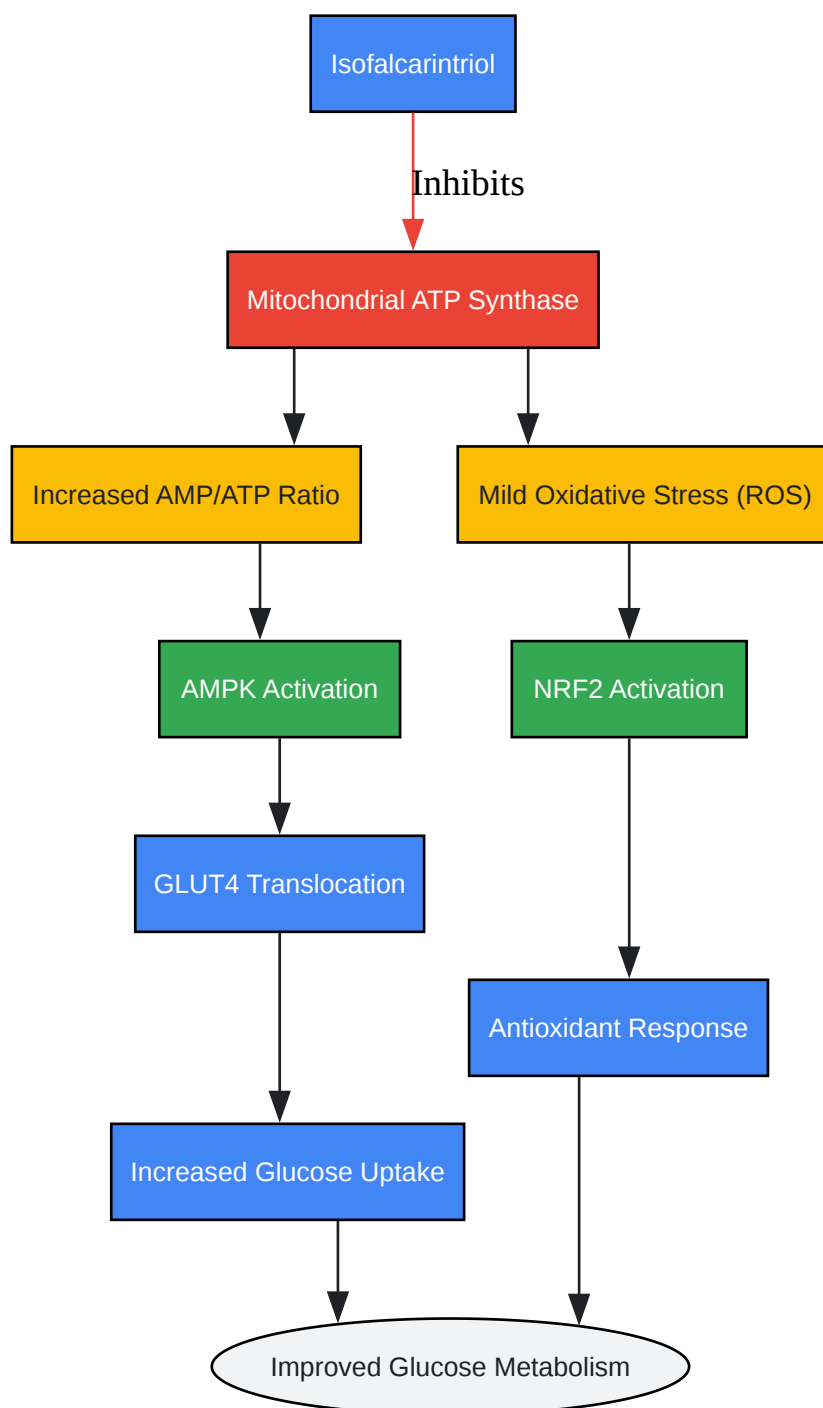 Isofalcarintriol
Inhibits
Mitochondrial ATP Synthase
Increased AMP/ATP Ratio
Mild Oxidative Stress (ROS)
AMPK Activation
NRF2 Activation
GLUT4 Translocation
Antioxidant Response
Increased Glucose Uptake
Improved Glucose Metabolism